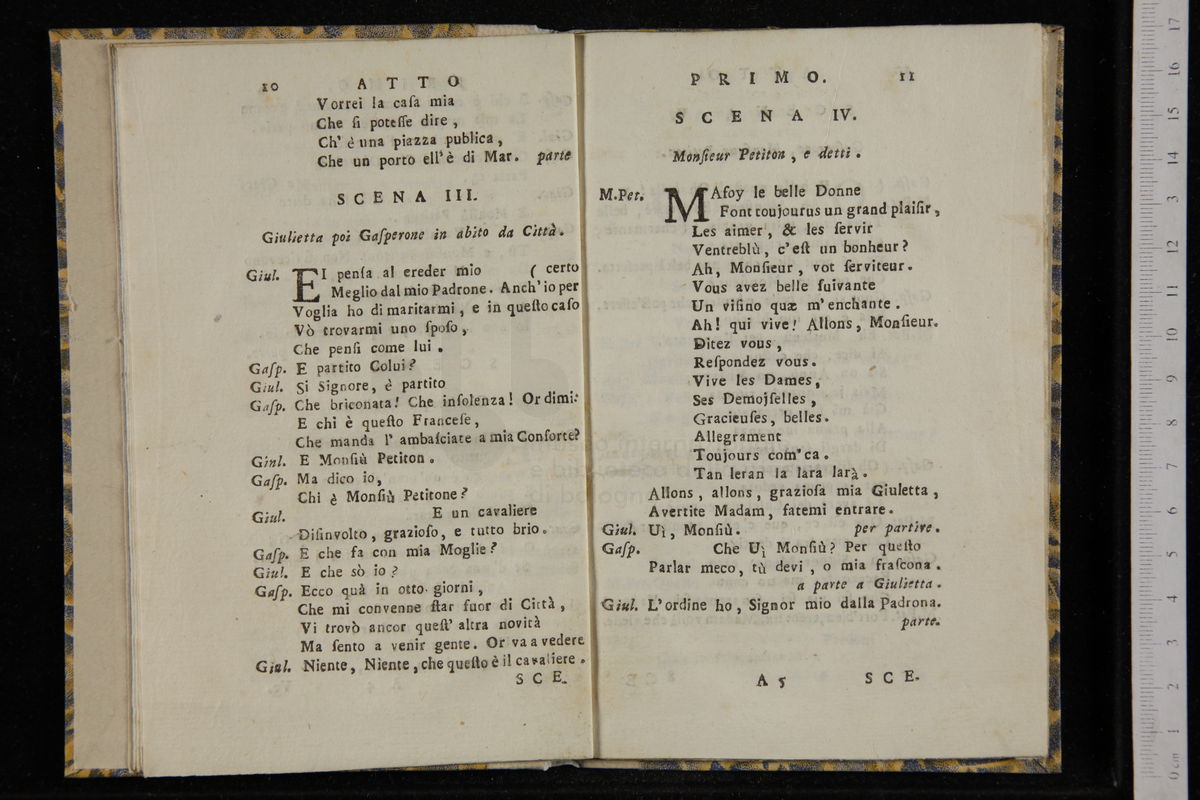 10 ATTO
Vorrei la caſa mia
Che ſi poteſſe dire,
Ch' è una piazza publica,
Che un porto ell' è di Mar. parte
SCENA III.
Giulietta poi Gaſperone in abito da Città.
Giul. EI penſa al ereder mio ( certo
Meglio dal mio Padrone. Anch' io per
Voglia ho di maritarmi, e in queſto caſo
Vò trovarmi uno ſpoſo,
Che penſi come lui.
Gaſp. E partito Colui?
Giul. Si Signore, è partito
Gaſp. Che briconata! Che inſolenza! Or dimi:
E chi è queſto Franceſe,
Che manda l' ambaſciate a mia Conſorte?
Ginl. E Monſiù Petiton.
Gaſp. Ma dico io,
Chi è Monſiù Petitone?
Giul. E un cavaliere
Diſinvolto, grazioſo, e tutto brio.
Gaſp. E che fa con mia Moglie?
Giul. E che sò io?
Gaſp. Ecco quà in otto giorni,
Che mi convenne ſtar fuor di Città,
Vi trovò ancor queſt' altra novità
Ma ſento a venir gente. Or va a vedere
Giul. Niente, Niente, che queſto è il cavaliere.
SCE.
PRIMO. 11
SCENA IV.
Monſieur Petiton, e detti.
M.Pet. MAfoy le belle Donne
Font toujourus un grand plaiſir,
Les aimer, & les ſervir
Ventreblù, c'eſt un bonheur?
Ah, Monſieur, vot ſerviteur.
Vous avez belle ſuivante
Un viſino quæ m'enchante.
Ah! qui vive! Allons, Monſieur.
Ditez vous,
Reſpondez vous.
Vive les Dames,
Ses Demojſelles,
Gracieuſes, belles.
Allegrament
Toujours com'ca.
Tan leran la lara larà.
Allons, allons, grazioſa mia Giuletta,
Avertite Madam, fatemi entrare.
Giul. Uì, Monſiù. per partire.
Gaſp. Che Uì Monſiù? Per queſto
Parlar meco, tù devi, o mia fraſcona.
a parte a Giulietta.
Giul. L'ordine ho, Signor mio dalla Padrona.
parte.
A 5 SCE.